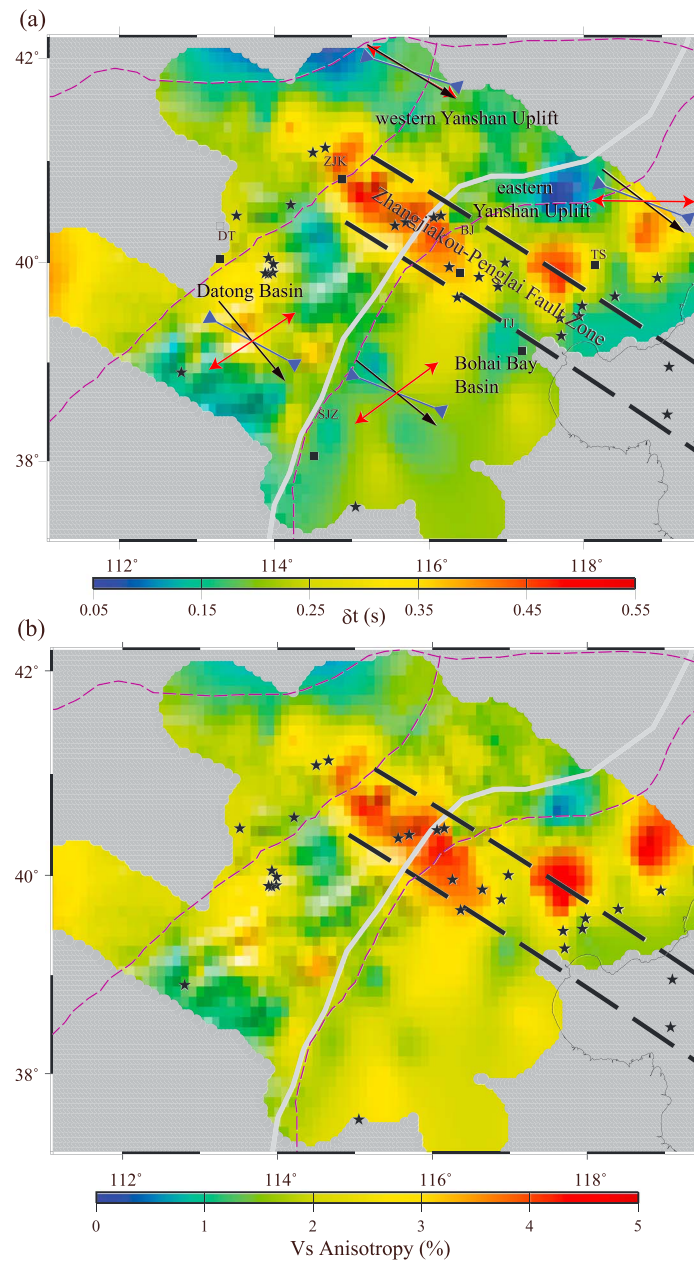 (a)
42°
western Yanshan Uplift
ZJK
eastern
Yanshan Uplift
Zhangjiakou-Penglai Fault Zone
BJ
DT
TS
40°
Datong Basin
TJ
Bohai Bay
Basin
SJZ
38°
112° 114° 116° 118°
0.05 0.15 0.25 0.35 0.45 0.55
δt (s)
(b)
42°
40°
38°
112° 114° 116° 118°
0 1 2 3 4 5
Vs Anisotropy (%)